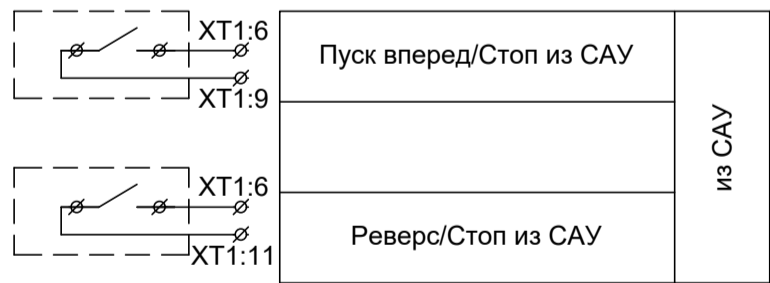 XT1:6
Пуск вперед/Стоп из САУ
XT1:9
из САУ
XT1:6
Реверс/Стоп из САУ
XT1:11